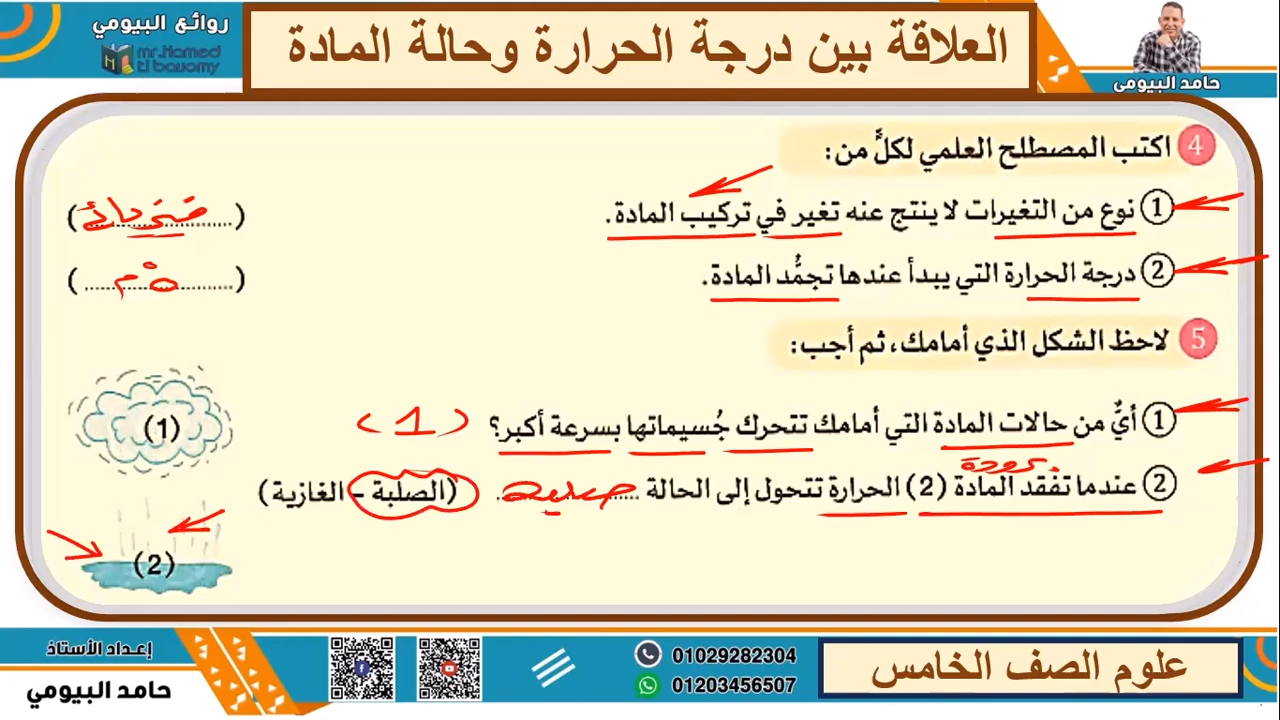 روائع البيومي
mr.Hamed
El baoumy
العلاقة بين درجة الحرارة وحالة المادة
حامد البيومى
4 اكتب المصطلح العلمي لكلٍّ من:
1 نوع من التغيرات لا ينتج عنه تغير في تركيب المادة. (..........)
2 درجة الحرارة التي يبدأ عندها تجمُّد المادة. (.......... ٥ْم ..........)
5 لاحظ الشكل الذي أمامك، ثم أجب:
1 أيٌّ من حالات المادة التي أمامك تتحرك جُسيماتها بسرعة أكبر؟ (1)
(1)
برودة
2 عندما تفقد المادة (2) الحرارة تتحول إلى الحالة .......... صلبة (الصلبة - الغازية)
(2)
إعداد الأستاذ
حامد البيومي
01029282304
01203456507
علوم الصف الخامس